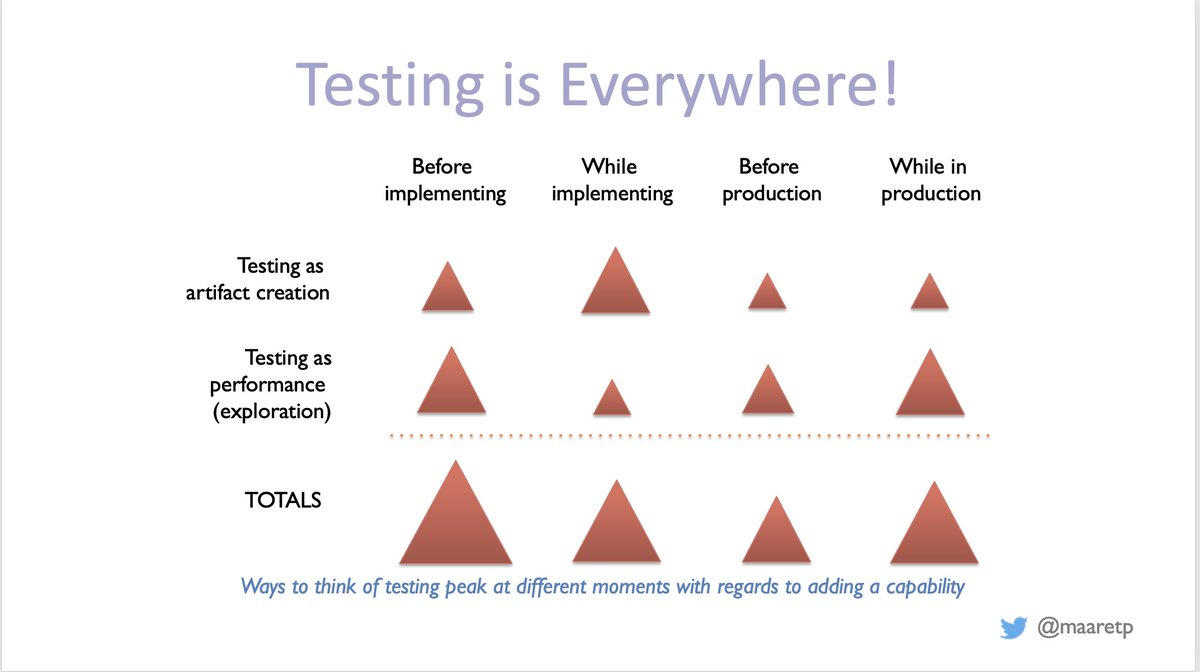 Testing is Everywhere!
Before
implementing
While
implementing
Before
production
While in
production
Testing as
artifact creation
Testing as
performance
(exploration)
TOTALS
Ways to think of testing peak at different moments with regards to adding a capability
@maaretp